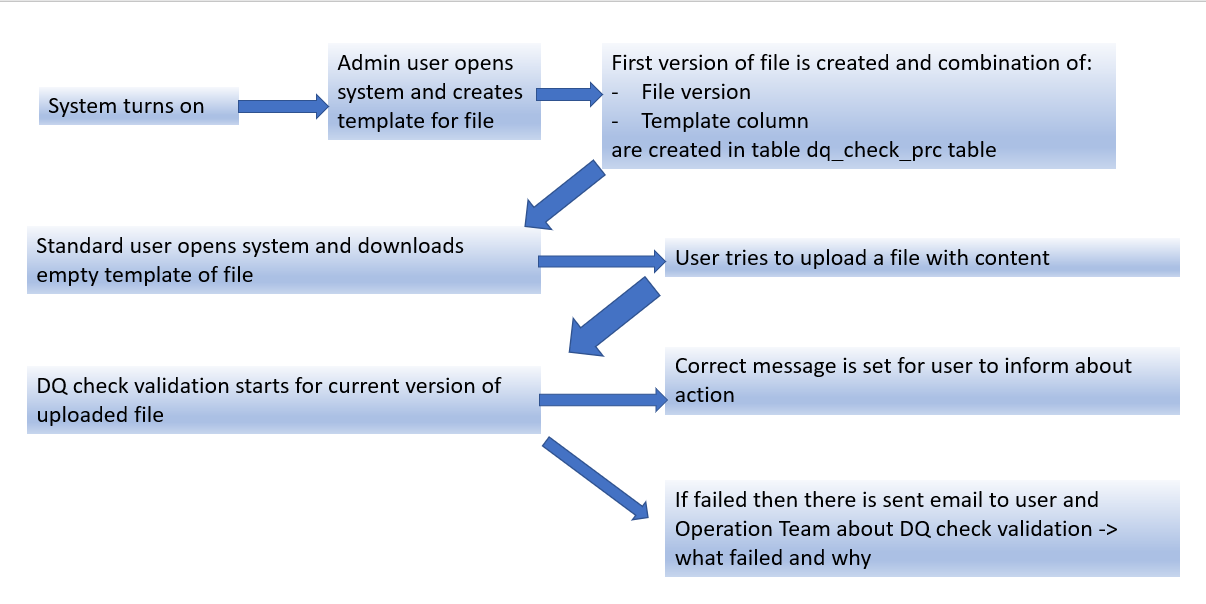 System turns on
Admin user opens
system and creates
template for file
First version of file is created and combination of:
- File version
- Template column
are created in table dq_check_prc table
Standard user opens system and downloads
empty template of file
User tries to upload a file with content
DQ check validation starts for current version of
uploaded file
Correct message is set for user to inform about
action
If failed then there is sent email to user and
Operation Team about DQ check validation ->
what failed and why